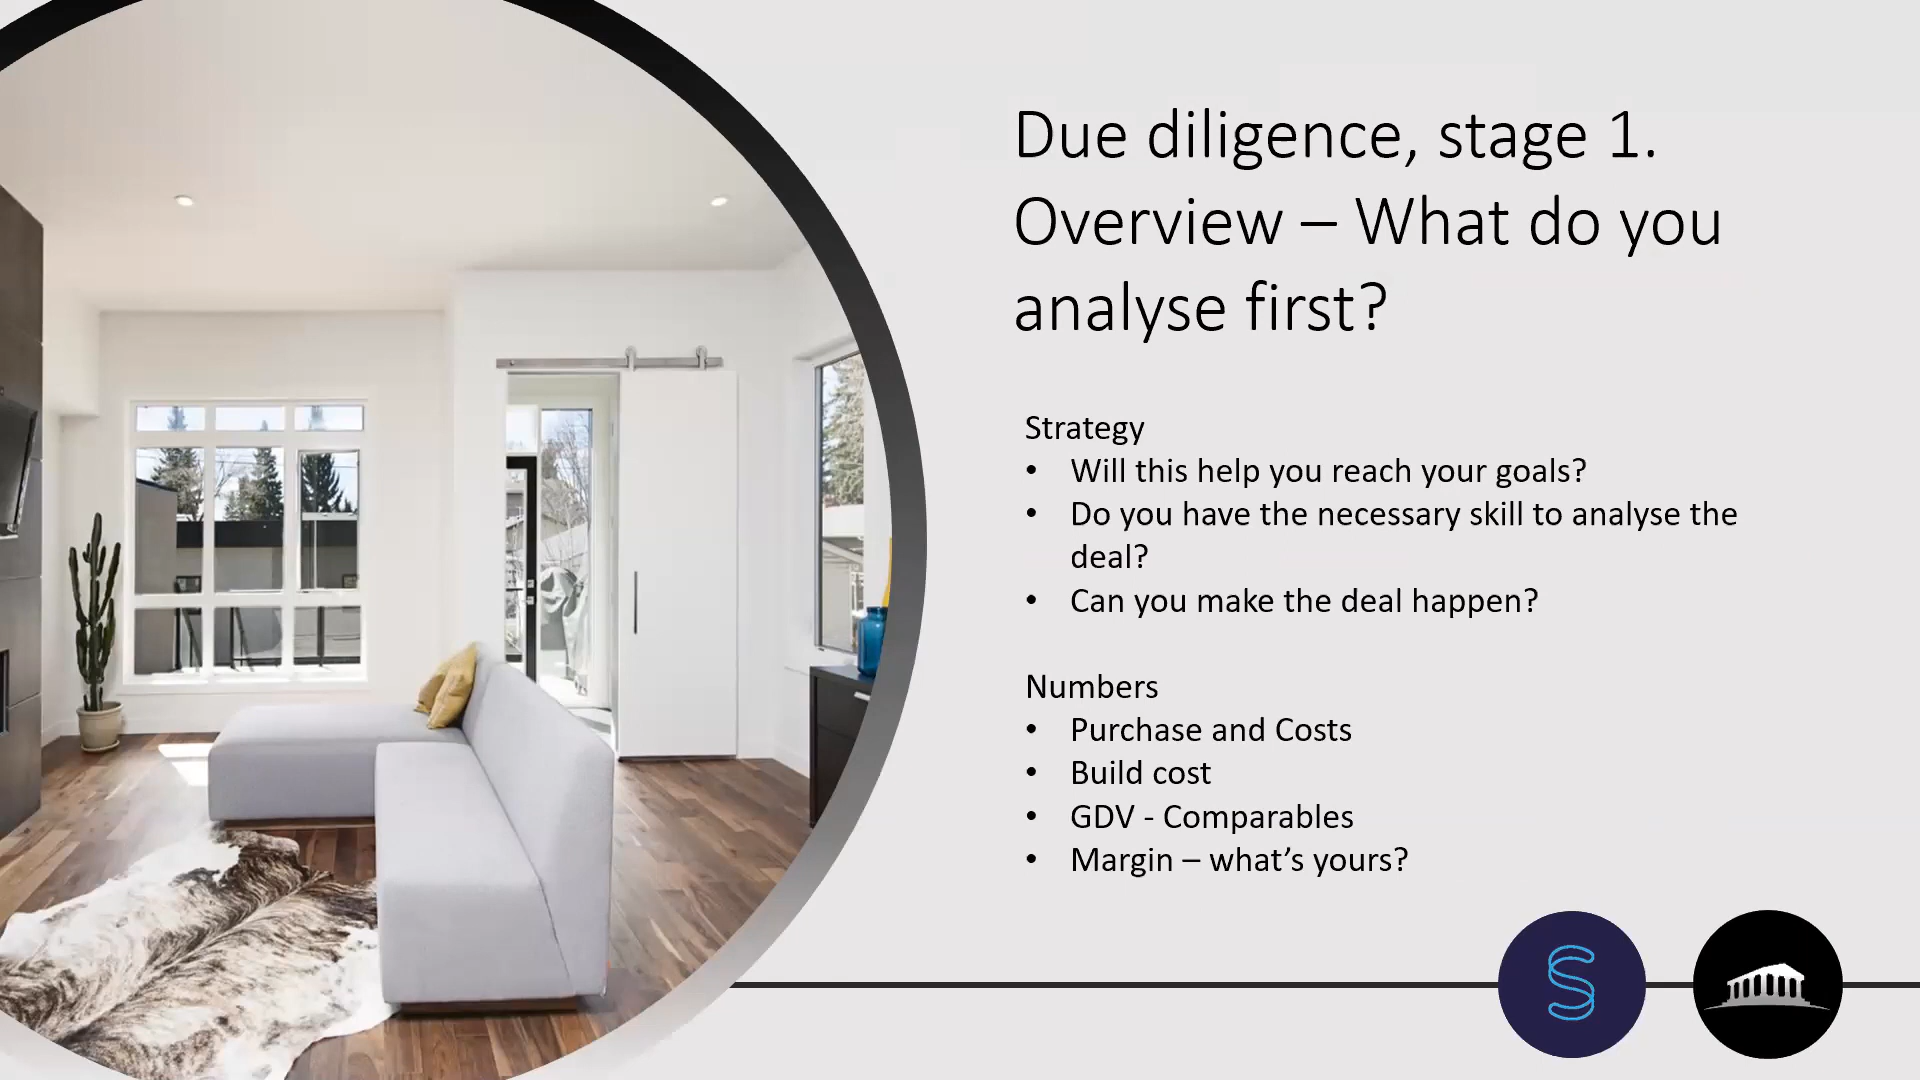 Due diligence, stage 1.
Overview – What do you
analyse first?
Strategy
• Will this help you reach your goals?
• Do you have the necessary skill to analyse the
deal?
• Can you make the deal happen?
Numbers
• Purchase and Costs
• Build cost
• GDV - Comparables
• Margin – what’s yours?
S